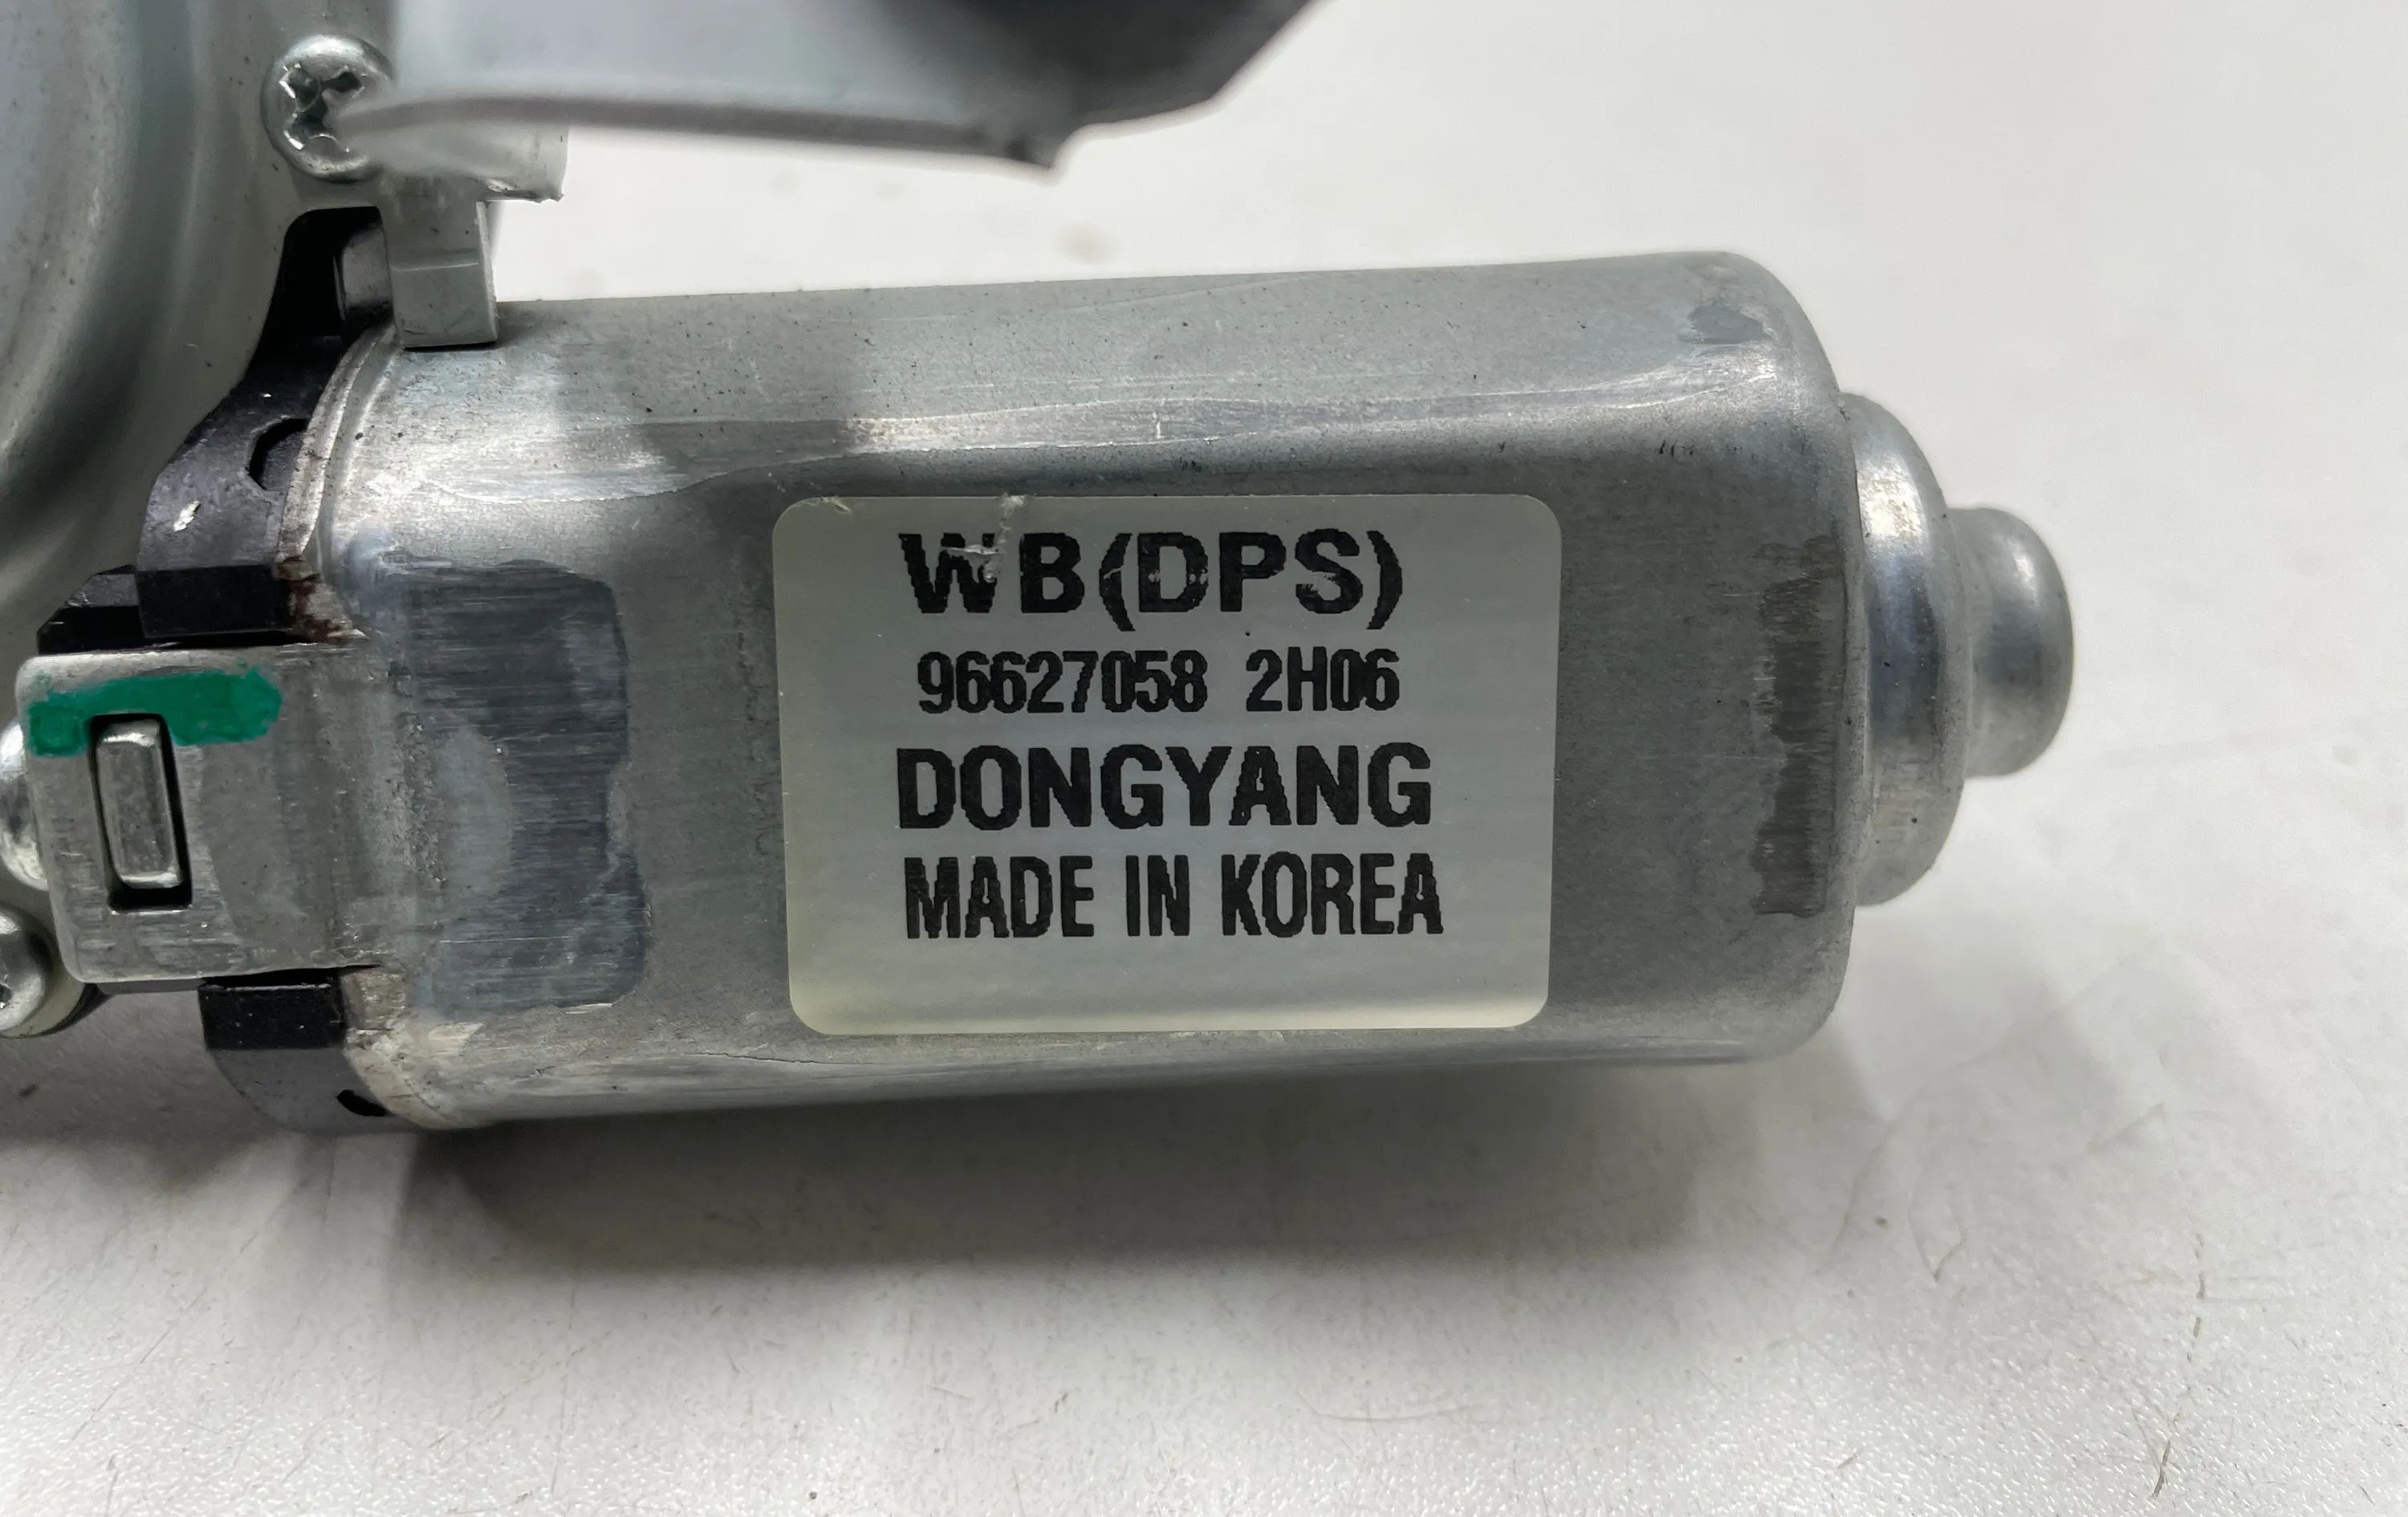 WB(DPS)
96627058 2H06
DONGYANG
MADE IN KOREA